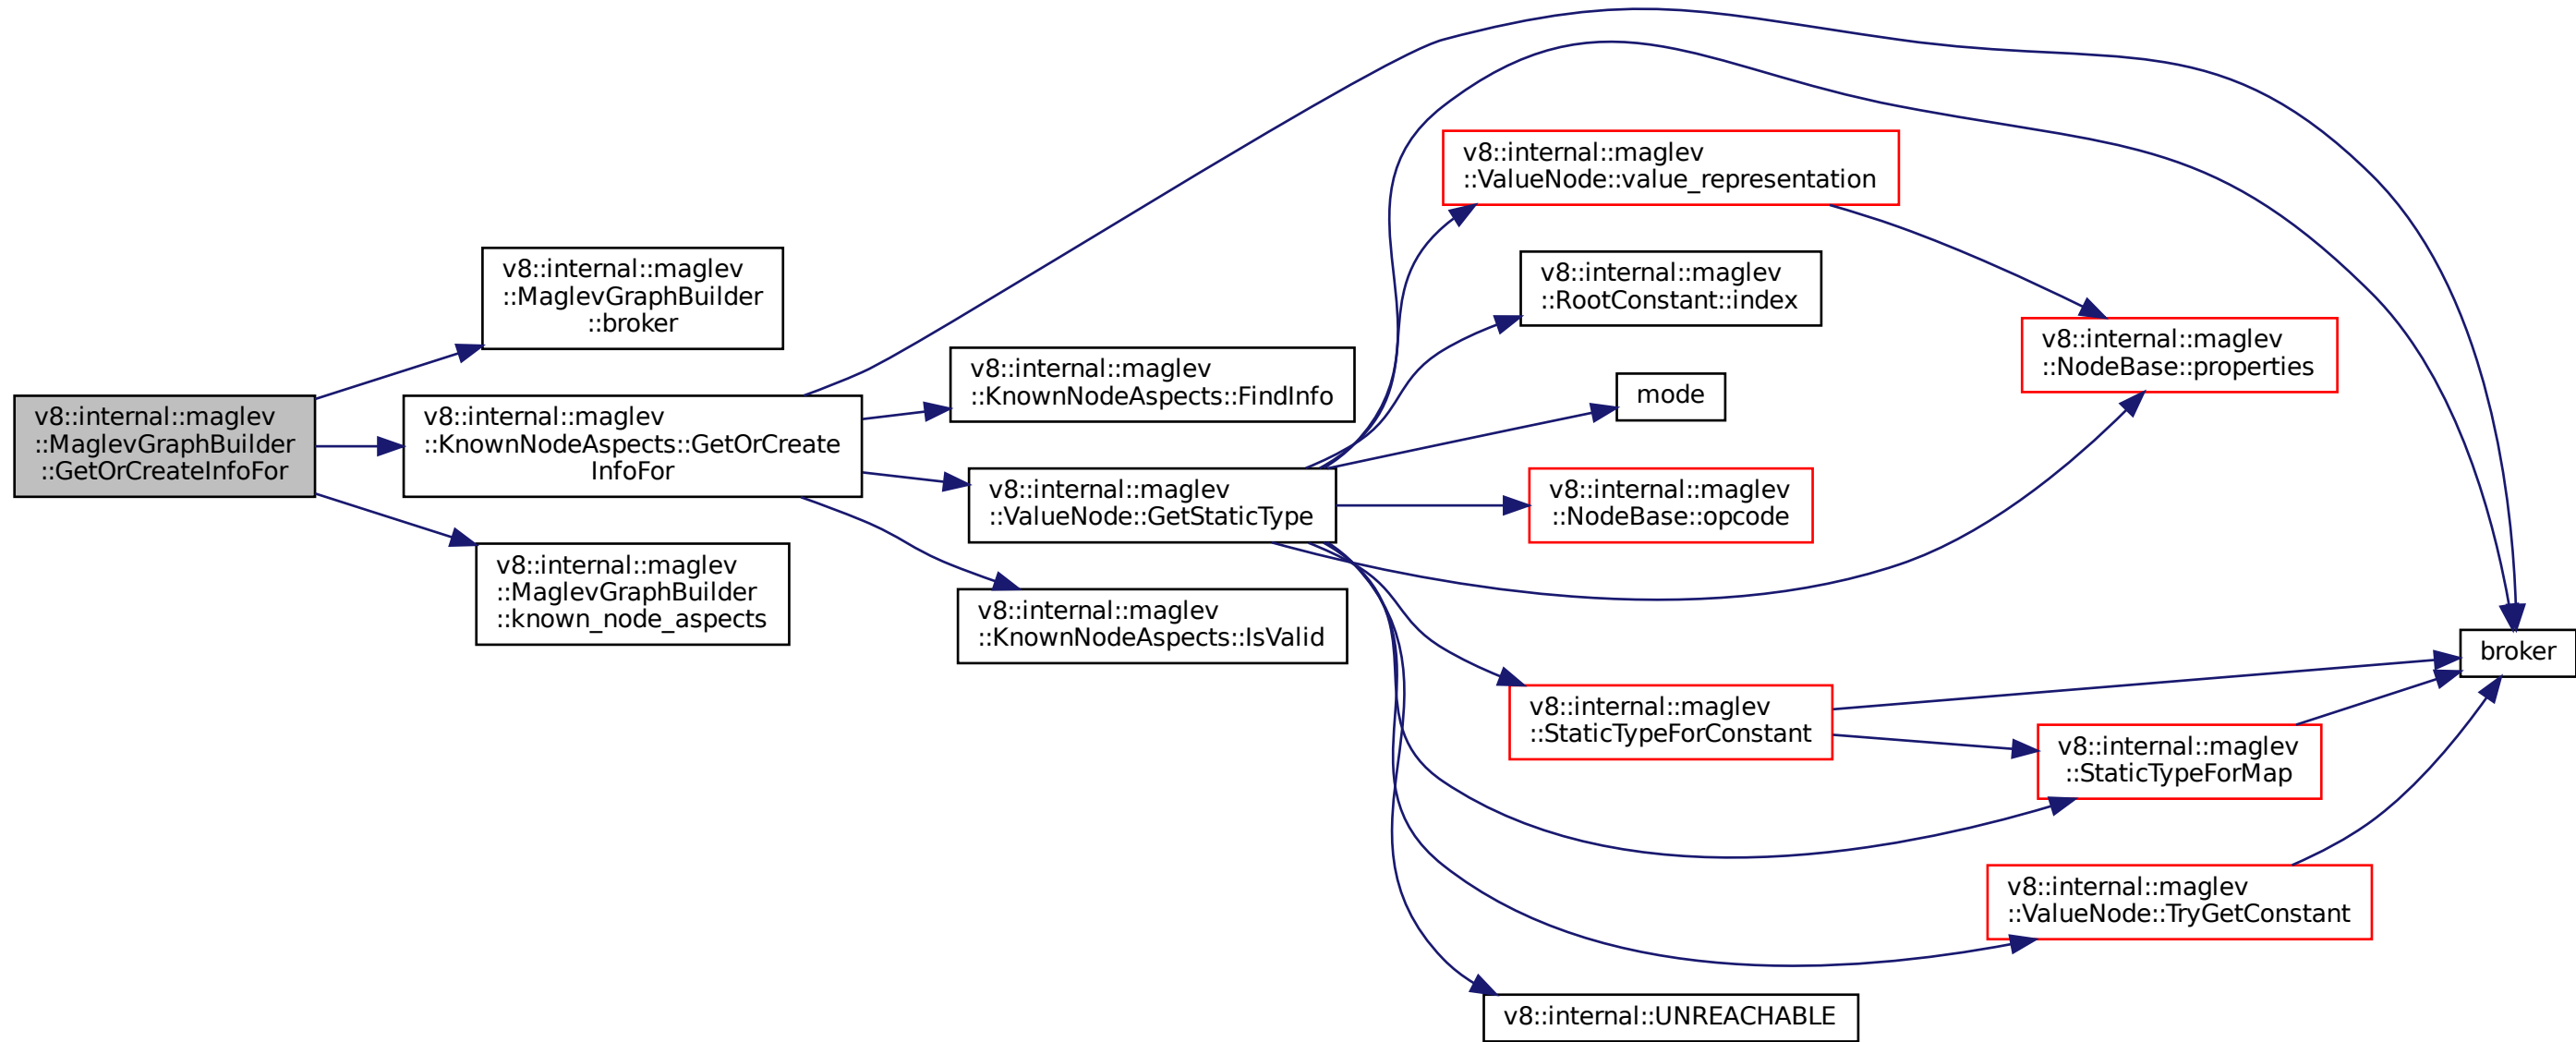 v8::internal::maglev
::MaglevGraphBuilder
::GetOrCreateInfoFor
v8::internal::maglev
::MaglevGraphBuilder
::broker
v8::internal::maglev
::KnownNodeAspects::GetOrCreate
InfoFor
v8::internal::maglev
::MaglevGraphBuilder
::known_node_aspects
v8::internal::maglev
::KnownNodeAspects::FindInfo
v8::internal::maglev
::ValueNode::GetStaticType
v8::internal::maglev
::KnownNodeAspects::IsValid
v8::internal::maglev
::ValueNode::value_representation
v8::internal::maglev
::RootConstant::index
mode
v8::internal::maglev
::NodeBase::opcode
v8::internal::maglev
::StaticTypeForConstant
v8::internal::UNREACHABLE
v8::internal::maglev
::NodeBase::properties
v8::internal::maglev
::StaticTypeForMap
v8::internal::maglev
::ValueNode::TryGetConstant
broker